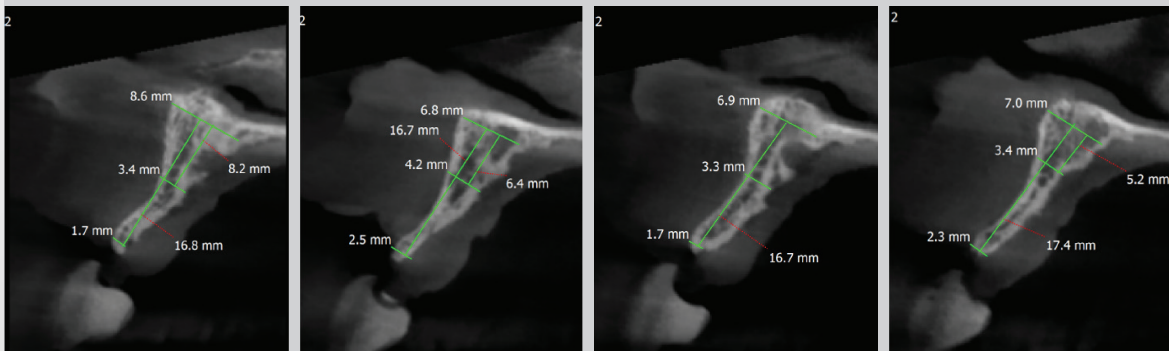 2
8.6 mm
8.2 mm
3.4 mm
1.7 mm
16.8 mm
2
6.8 mm
16.7 mm
4.2 mm
6.4 mm
2.5 mm
2
6.9 mm
3.3 mm
1.7 mm
16.7 mm
2
7.0 mm
3.4 mm
5.2 mm
2.3 mm
17.4 mm